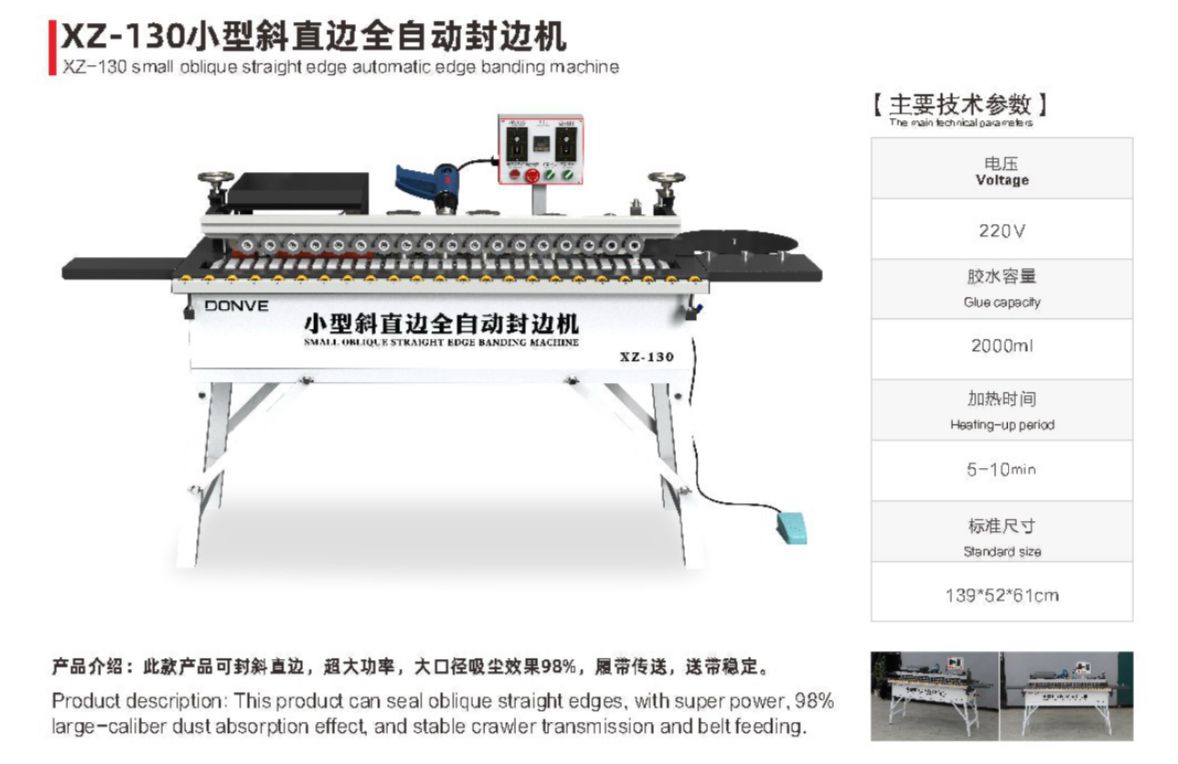 XZ-130小型斜直边全自动封边机
XZ-130 small oblique straight edge automatic edge banding machine
【主要技术参数】
The main technical parameters
电压
Voltage
220V
胶水容量
Glue capacity
2000ml
加热时间
Heating-up period
5-10min
标准尺寸
Standard size
139*52*61cm
DONVE
小型斜直边全自动封边机
SMALL OBLIQUE STRAIGHT EDGE BANDING MACHINE
XZ-130
产品介绍：此款产品可封斜直边，超大功率，大口径吸尘效果98%，履带传送，送带稳定。
Product description: This product can seal oblique straight edges, with super power, 98%
large-caliber dust absorption effect, and stable crawler transmission and belt feeding.